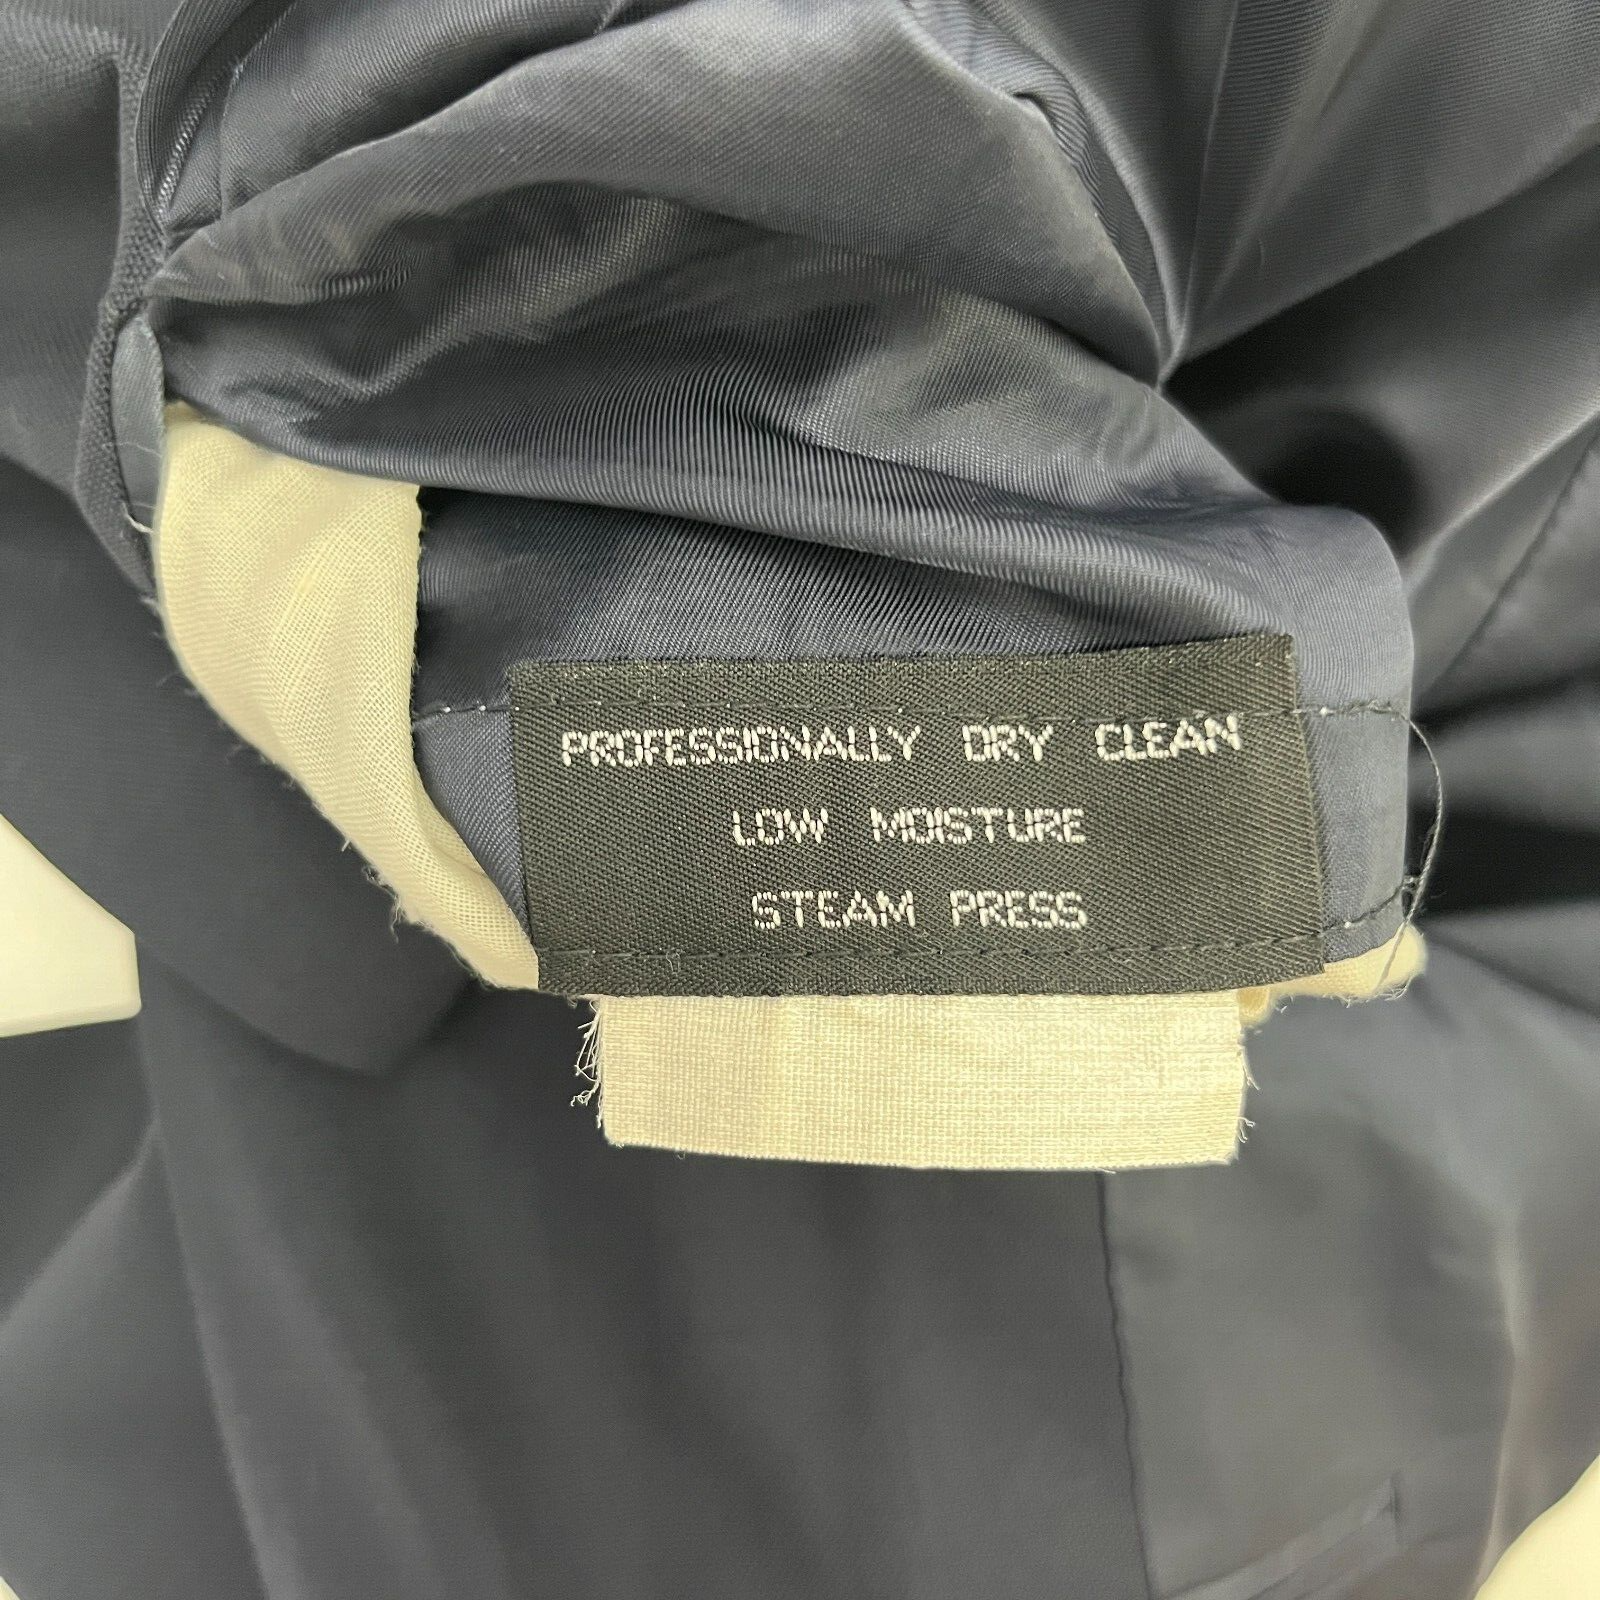 PROFESSIONALLY DRY CLEAN
LOW MOISTURE
STEAM PRESS